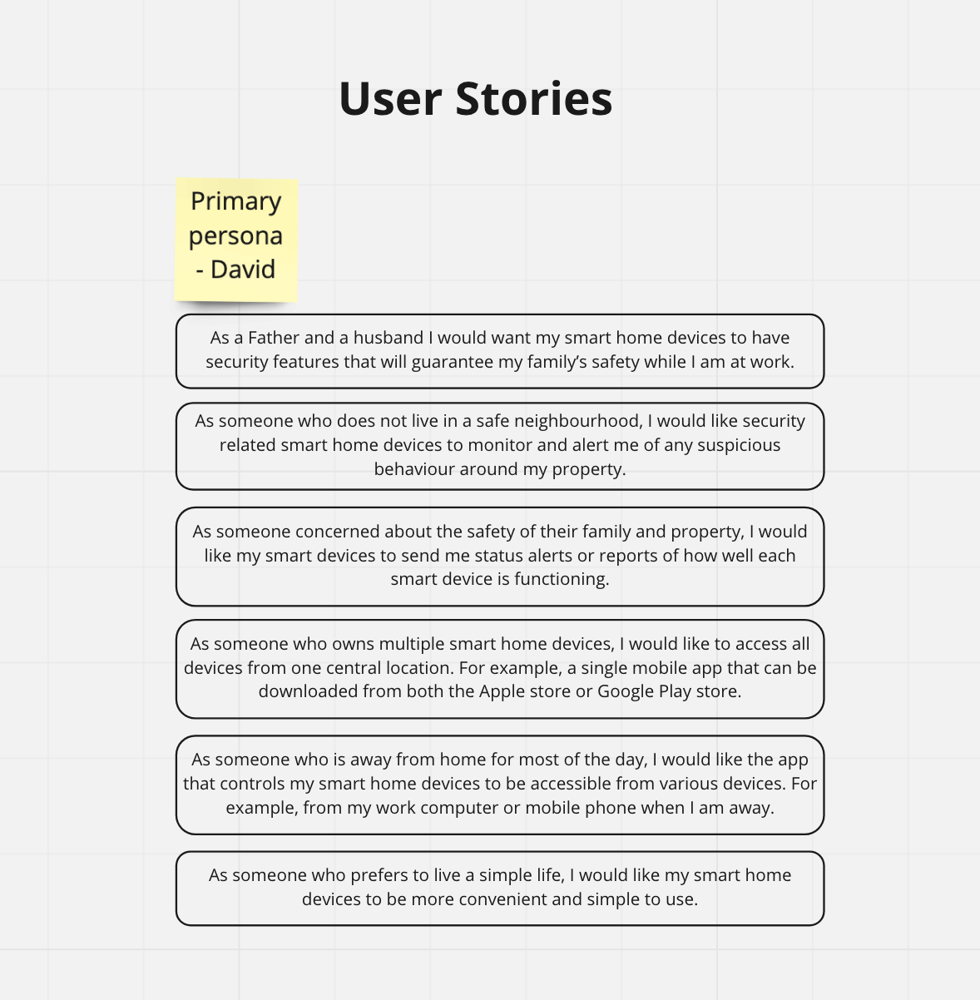 User Stories
Primary
persona
- David
As a Father and a husband I would want my smart home devices to have
security features that will guarantee my family’s safety while I am at work.
As someone who does not live in a safe neighbourhood, I would like security
related smart home devices to monitor and alert me of any suspicious
behaviour around my property.
As someone concerned about the safety of their family and property, I would
like my smart devices to send me status alerts or reports of how well each
smart device is functioning.
As someone who owns multiple smart home devices, I would like to access all
devices from one central location. For example, a single mobile app that can be
downloaded from both the Apple store or Google Play store.
As someone who is away from home for most of the day, I would like the app
that controls my smart home devices to be accessible from various devices. For
example, from my work computer or mobile phone when I am away.
As someone who prefers to live a simple life, I would like my smart home
devices to be more convenient and simple to use.